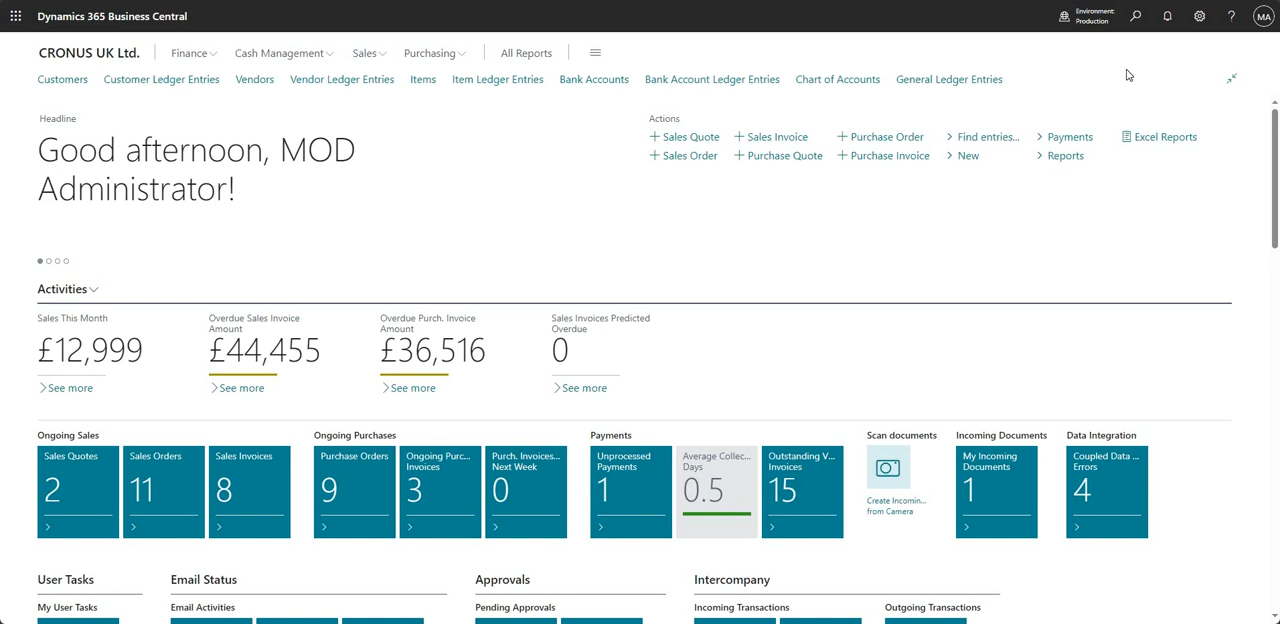 Dynamics 365 Business Central
Environment:
Production
MA
CRONUS UK Ltd.
Finance
Cash Management
Sales
Purchasing
All Reports
Customers
Customer Ledger Entries
Vendors
Vendor Ledger Entries
Items
Item Ledger Entries
Bank Accounts
Bank Account Ledger Entries
Chart of Accounts
General Ledger Entries
Headline
Good afternoon, MOD
Administrator!
Actions
+ Sales Quote
+ Sales Invoice
+ Purchase Order
> Find entries...
> Payments
Excel Reports
+ Sales Order
+ Purchase Quote
+ Purchase Invoice
> New
> Reports
Activities
Sales This Month
£12,999
> See more
Overdue Sales Invoice
Amount
£44,455
> See more
Overdue Purch. Invoice
Amount
£36,516
> See more
Sales Invoices Predicted
Overdue
0
> See more
Ongoing Sales
Sales Quotes
2
Sales Orders
11
Sales Invoices
8
Ongoing Purchases
Purchase Orders
9
Ongoing Purc...
Invoices
3
Purch. Invoices...
Next Week
0
Payments
Unprocessed
Payments
1
Average Collec...
Days
0.5
Outstanding V...
Invoices
15
Scan documents
Create Incomin...
from Camera
Incoming Documents
My Incoming
Documents
1
Data Integration
Coupled Data ...
Errors
4
User Tasks
My User Tasks
Email Status
Email Activities
Approvals
Pending Approvals
Intercompany
Incoming Transactions
Outgoing Transactions